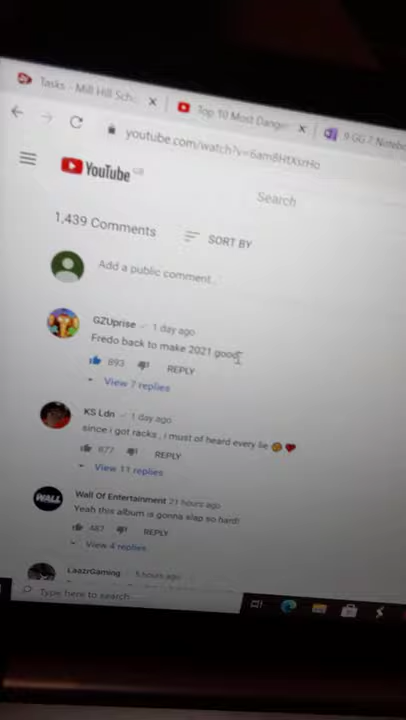 Tasks - Mill Hill Scho
Top 10 Most Dange
9 GG 7 Notebo
youtube.com/watch?v=
YouTube GB
Search
1,439 Comments
SORT BY
Add a public comment...
GZUprise 1 day ago
Fredo back to make 2021 good
893 REPLY
View 7 replies
KS Ldn 1 day ago
since i got racks , i must of heard every lie 😪❤️
677 REPLY
View 11 replies
WALL
Wall Of Entertainment 21 hours ago
Yeah this album is gonna slap so hard!
487 REPLY
View 4 replies
LaazrGaming 5 hours ago
Type here to search